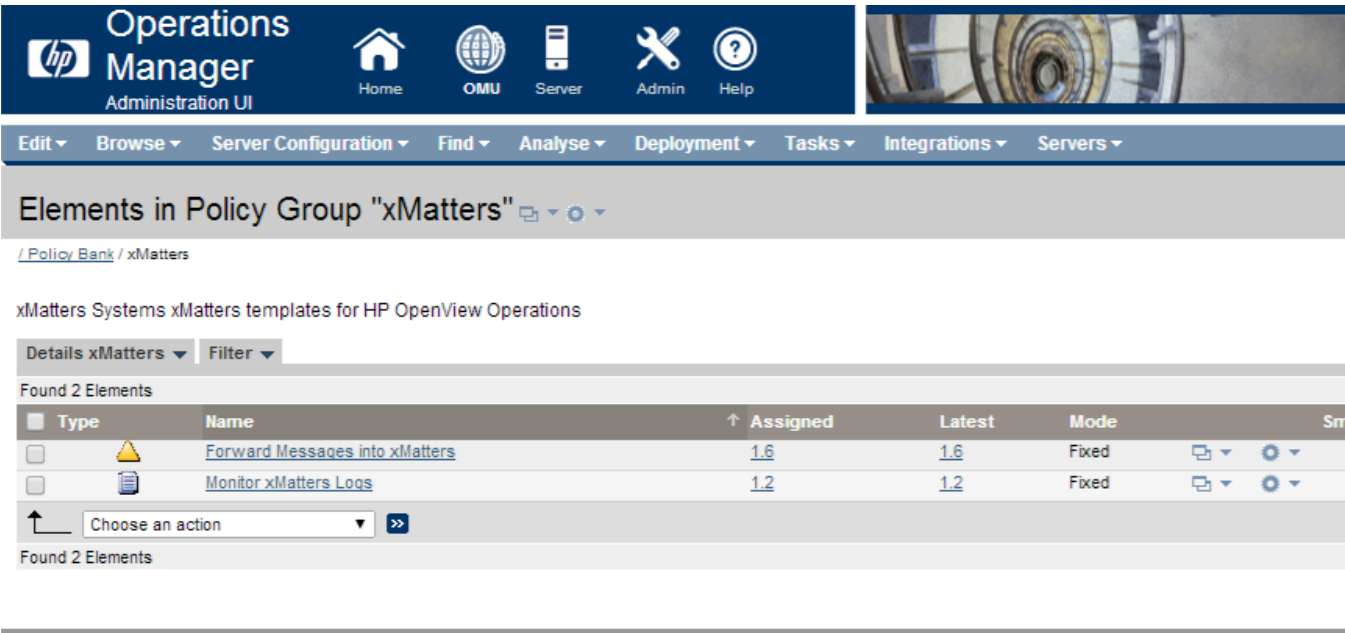 hp
Operations
Manager
Administration UI
Home
OMU
Server
Admin
Help
Edit Browse Server Configuration Find Analyse Deployment Tasks Integrations Servers
Elements in Policy Group "xMatters"
/ Policy Bank / xMatters
xMatters Systems xMatters templates for HP OpenView Operations
Details xMatters Filter
Found 2 Elements
Type Name Assigned Latest Mode Sm
Forward Messages into xMatters 1.6 1.6 Fixed
Monitor xMatters Logs 1.2 1.2 Fixed
Choose an action
Found 2 Elements